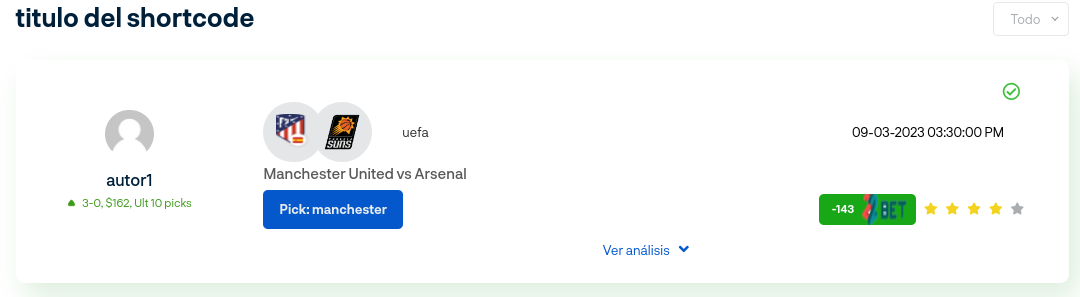 titulo del shortcode
Todo
uefa
09-03-2023 03:30:00 PM
autor1
3-0, $162, Ult 10 picks
SUNS
Manchester United vs Arsenal
Pick: manchester
-143
BET
Ver análisis